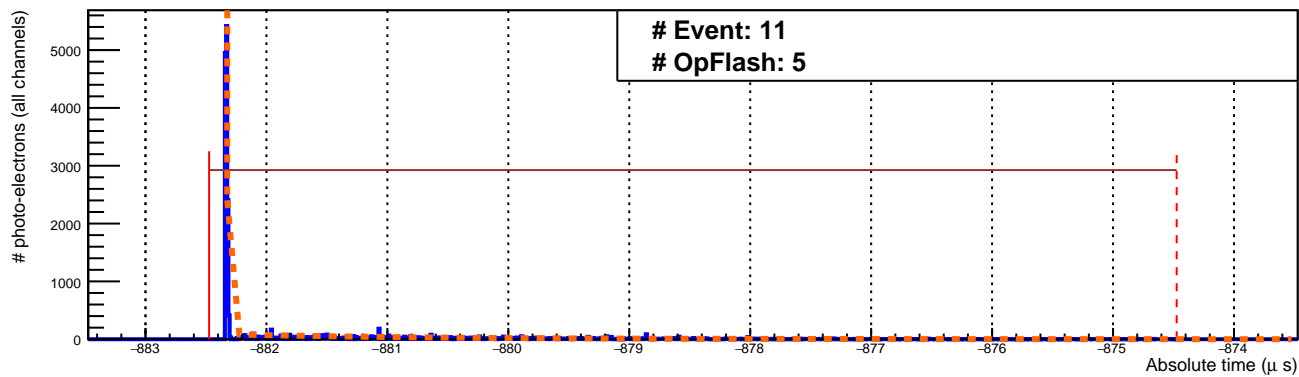 # Event: 11
# OpFlash: 5
# photo-electrons (all channels)
5000
4000
3000
2000
1000
0
−883 −882 −881 −880 −879 −878 −877 −876 −875 −874
Absolute time (μ s)